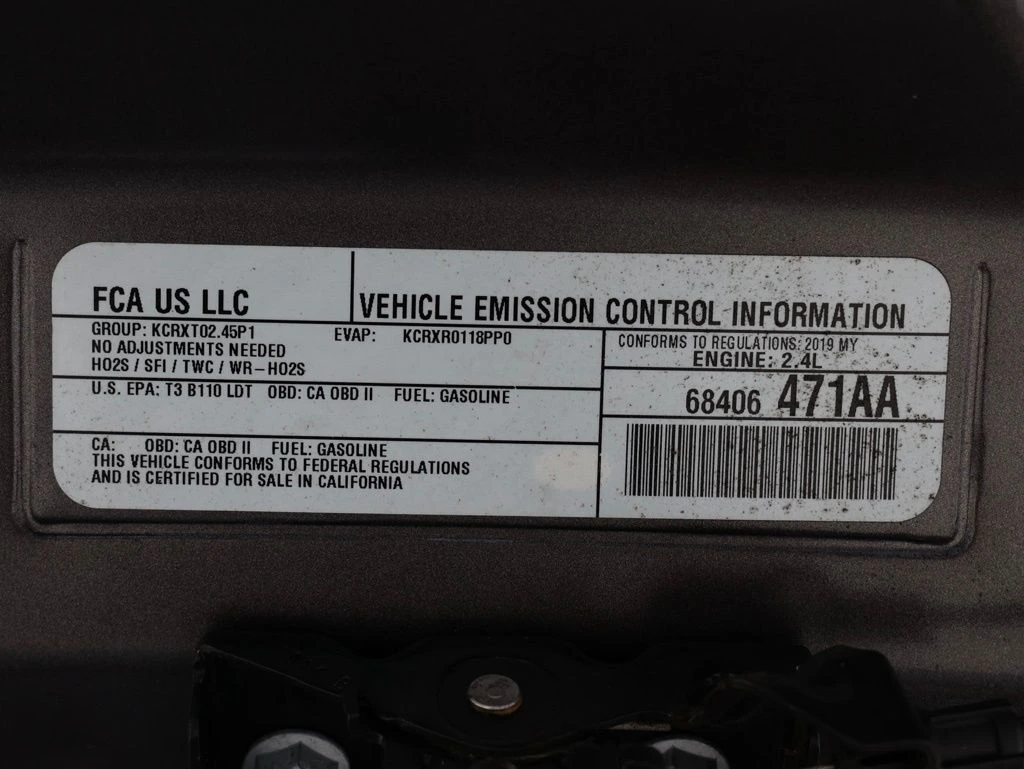 FCA US LLC
VEHICLE EMISSION CONTROL INFORMATION
GROUP: KCRXT02.45P1 EVAP: KCRXR0118PP0
NO ADJUSTMENTS NEEDED
HO2S / SFI / TWC / WR-HO2S
CONFORMS TO REGULATIONS: 2019 MY
ENGINE: 2.4L
U.S. EPA: T3 B110 LDT OBD: CA OBD II FUEL: GASOLINE
68406 471AA
CA: OBD: CA OBD II FUEL: GASOLINE
THIS VEHICLE CONFORMS TO FEDERAL REGULATIONS
AND IS CERTIFIED FOR SALE IN CALIFORNIA